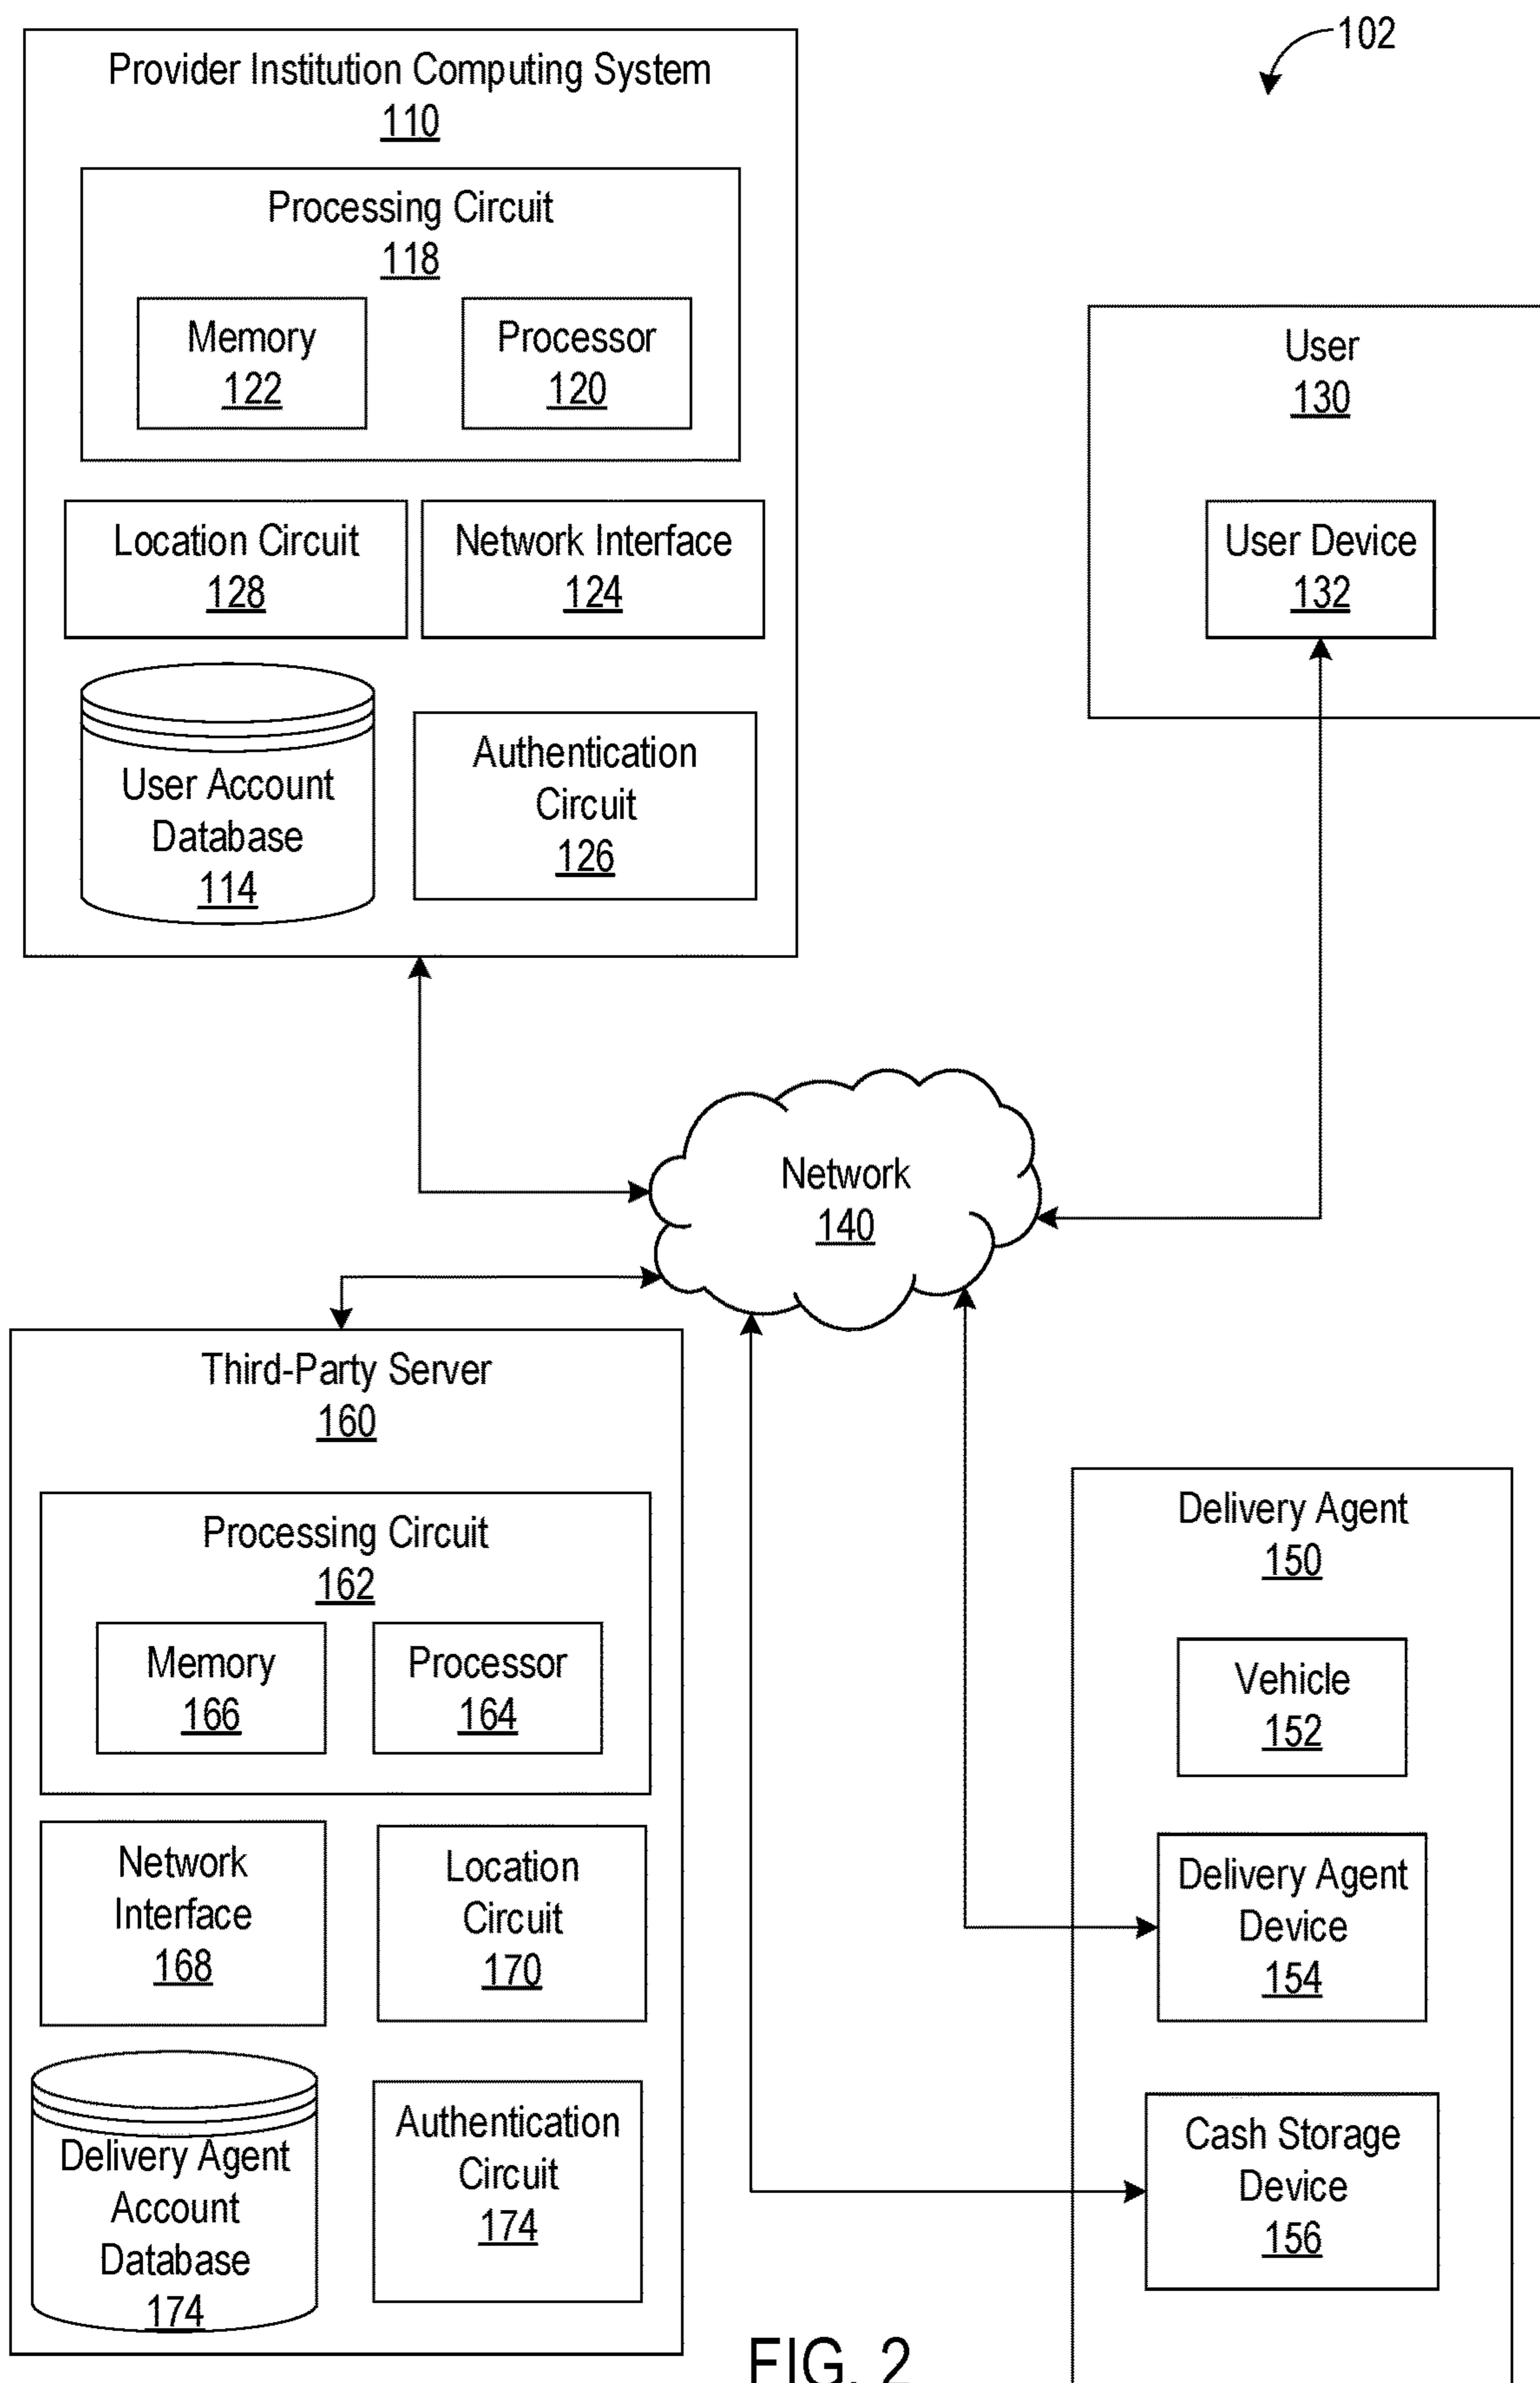 102
Provider Institution Computing System
110
Processing Circuit
118
Memory
122
Processor
120
Location Circuit
128
Network Interface
124
User Account
Database
114
Authentication
Circuit
126
User
130
User Device
132
Network
140
Third-Party Server
160
Processing Circuit
162
Memory
166
Processor
164
Network
Interface
168
Location
Circuit
170
Delivery Agent
Account
Database
174
Authentication
Circuit
174
Delivery Agent
150
Vehicle
152
Delivery Agent
Device
154
Cash Storage
Device
156
FIG. 2